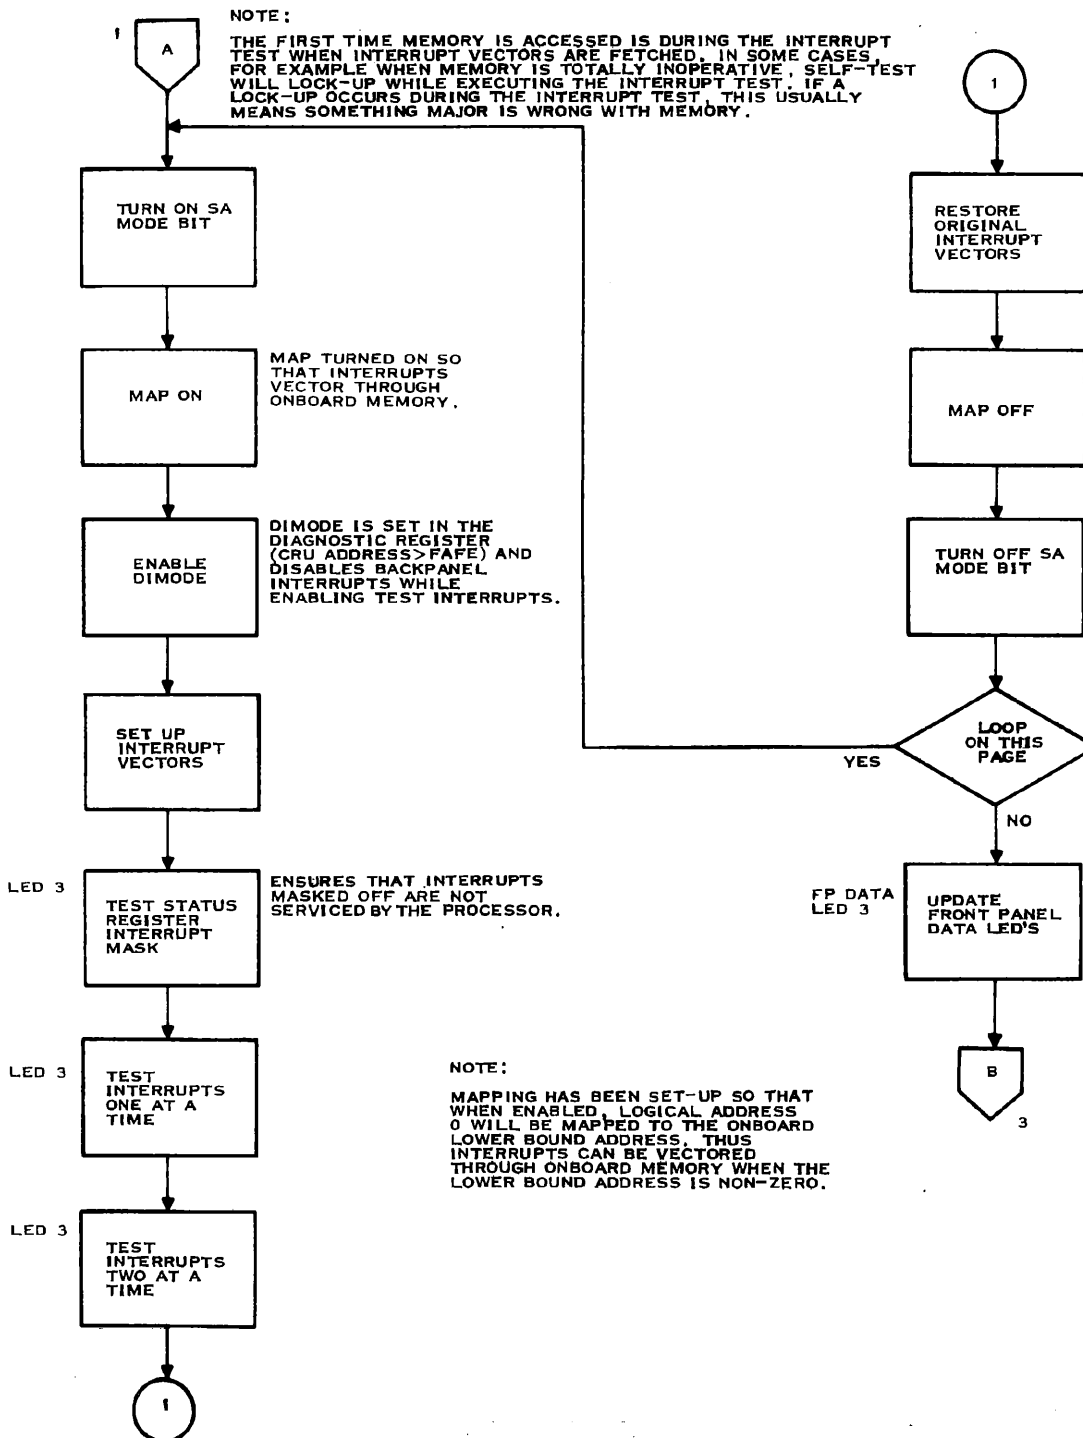 NOTE:
THE FIRST TIME MEMORY IS ACCESSED IS DURING THE INTERRUPT
TEST WHEN INTERRUPT VECTORS ARE FETCHED. IN SOME CASES,
FOR EXAMPLE WHEN MEMORY IS TOTALLY INOPERATIVE, SELF-TEST
WILL LOCK-UP WHILE EXECUTING THE INTERRUPT TEST. IF A
LOCK-UP OCCURS DURING THE INTERRUPT TEST, THIS USUALLY
MEANS SOMETHING MAJOR IS WRONG WITH MEMORY.
1
A
TURN ON SA
MODE BIT
MAP ON
MAP TURNED ON SO
THAT INTERRUPTS
VECTOR THROUGH
ONBOARD MEMORY.
ENABLE
DIMODE
DIMODE IS SET IN THE
DIAGNOSTIC REGISTER
(CRU ADDRESS>FAFE) AND
DISABLES BACKPANEL
INTERRUPTS WHILE
ENABLING TEST INTERRUPTS.
SET UP
INTERRUPT
VECTORS
LED 3
TEST STATUS
REGISTER
INTERRUPT
MASK
ENSURES THAT INTERRUPTS
MASKED OFF ARE NOT
SERVICED BY THE PROCESSOR.
LED 3
TEST
INTERRUPTS
ONE AT A
TIME
LED 3
TEST
INTERRUPTS
TWO AT A
TIME
1
NOTE:
MAPPING HAS BEEN SET-UP SO THAT
WHEN ENABLED, LOGICAL ADDRESS
0 WILL BE MAPPED TO THE ONBOARD
LOWER BOUND ADDRESS. THUS
INTERRUPTS CAN BE VECTORED
THROUGH ONBOARD MEMORY WHEN THE
LOWER BOUND ADDRESS IS NON-ZERO.
1
RESTORE
ORIGINAL
INTERRUPT
VECTORS
MAP OFF
TURN OFF SA
MODE BIT
LOOP
ON THIS
PAGE
YES
NO
FP DATA
LED 3
UPDATE
FRONT PANEL
DATA LED'S
B
3